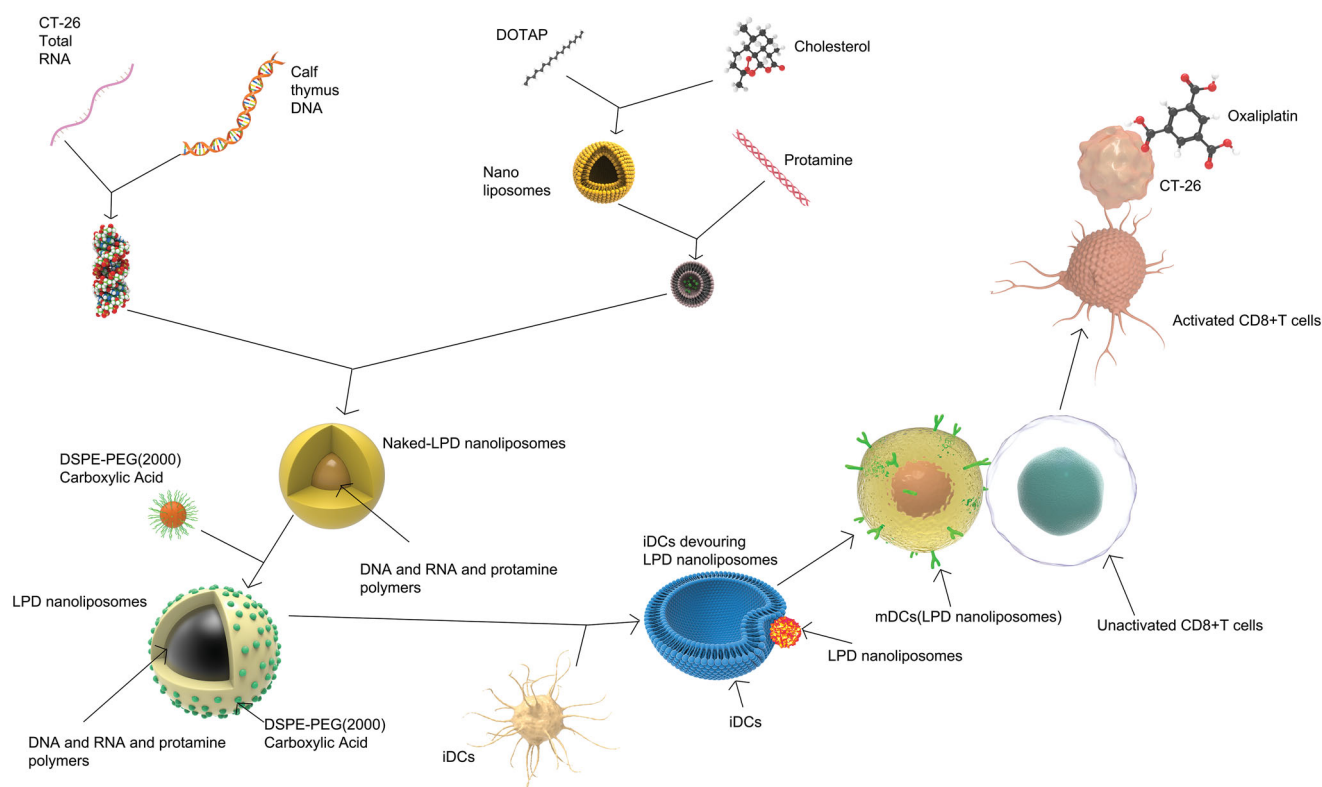 CT-26
Total
RNA
Calf
thymus
DNA
DOTAP
Cholesterol
Nano
liposomes
Protamine
Oxaliplatin
CT-26
Activated CD8+T cells
Naked-LPD nanoliposomes
DSPE-PEG(2000)
Carboxylic Acid
DNA and RNA and protamine
polymers
LPD nanoliposomes
DNA and RNA and protamine
polymers
DSPE-PEG(2000)
Carboxylic Acid
iDCs
iDCs devouring
LPD nanoliposomes
LPD nanoliposomes
iDCs
mDCs(LPD nanoliposomes)
Unactivated CD8+T cells